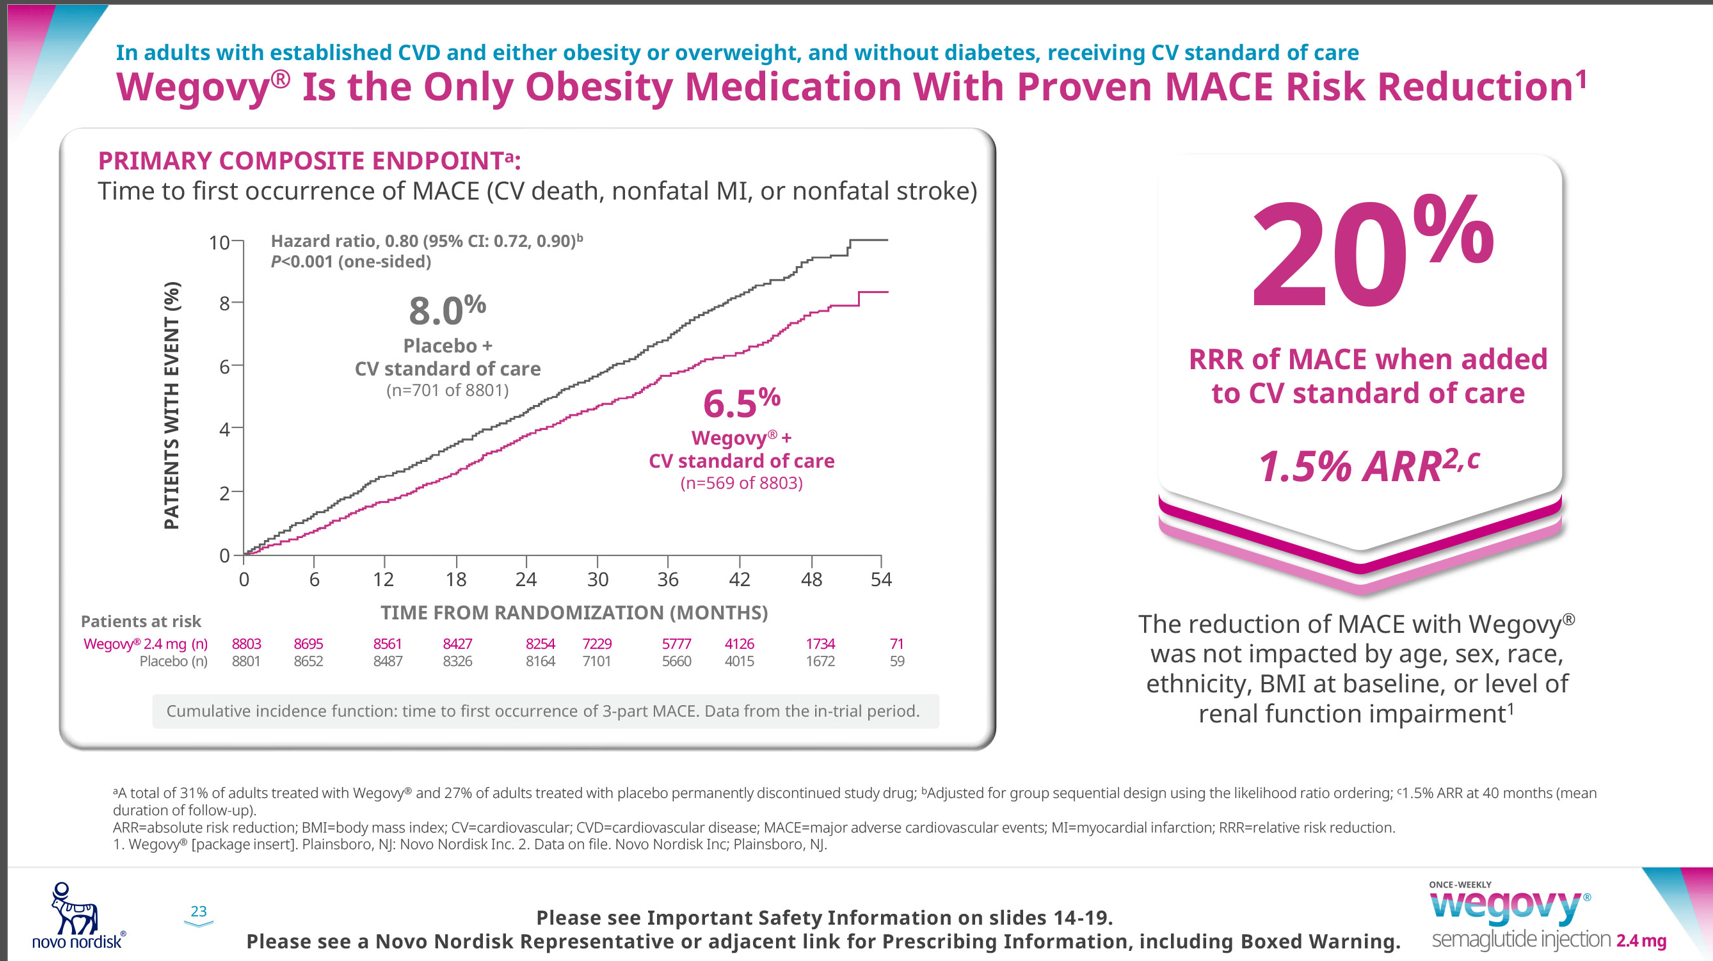 In adults with established CVD and either obesity or overweight, and without diabetes, receiving CV standard of care
Wegovy® Is the Only Obesity Medication With Proven MACE Risk Reduction¹
PRIMARY COMPOSITE ENDPOINTᵃ:
Time to first occurrence of MACE (CV death, nonfatal MI, or nonfatal stroke)
Hazard ratio, 0.80 (95% CI: 0.72, 0.90)ᵇ
P<0.001 (one-sided)
8.0%
Placebo +
CV standard of care
(n=701 of 8801)
6.5%
Wegovy® +
CV standard of care
(n=569 of 8803)
PATIENTS WITH EVENT (%)
10
8
6
4
2
0
0 6 12 18 24 30 36 42 48 54
TIME FROM RANDOMIZATION (MONTHS)
Patients at risk
Wegovy® 2.4 mg (n) 8803 8695 8561 8427 8254 7229 5777 4126 1734 71
Placebo (n) 8801 8652 8487 8326 8164 7101 5660 4015 1672 59
Cumulative incidence function: time to first occurrence of 3-part MACE. Data from the in-trial period.
20%
RRR of MACE when added
to CV standard of care
1.5% ARR²,ᶜ
The reduction of MACE with Wegovy®
was not impacted by age, sex, race,
ethnicity, BMI at baseline, or level of
renal function impairment¹
ᵃA total of 31% of adults treated with Wegovy® and 27% of adults treated with placebo permanently discontinued study drug; ᵇAdjusted for group sequential design using the likelihood ratio ordering; ᶜ1.5% ARR at 40 months (mean
duration of follow-up).
ARR=absolute risk reduction; BMI=body mass index; CV=cardiovascular; CVD=cardiovascular disease; MACE=major adverse cardiovascular events; MI=myocardial infarction; RRR=relative risk reduction.
1. Wegovy® [package insert]. Plainsboro, NJ: Novo Nordisk Inc. 2. Data on file. Novo Nordisk Inc; Plainsboro, NJ.
novo nordisk®
23
Please see Important Safety Information on slides 14-19.
Please see a Novo Nordisk Representative or adjacent link for Prescribing Information, including Boxed Warning.
ONCE-WEEKLY
wegovy®
semaglutide injection 2.4 mg